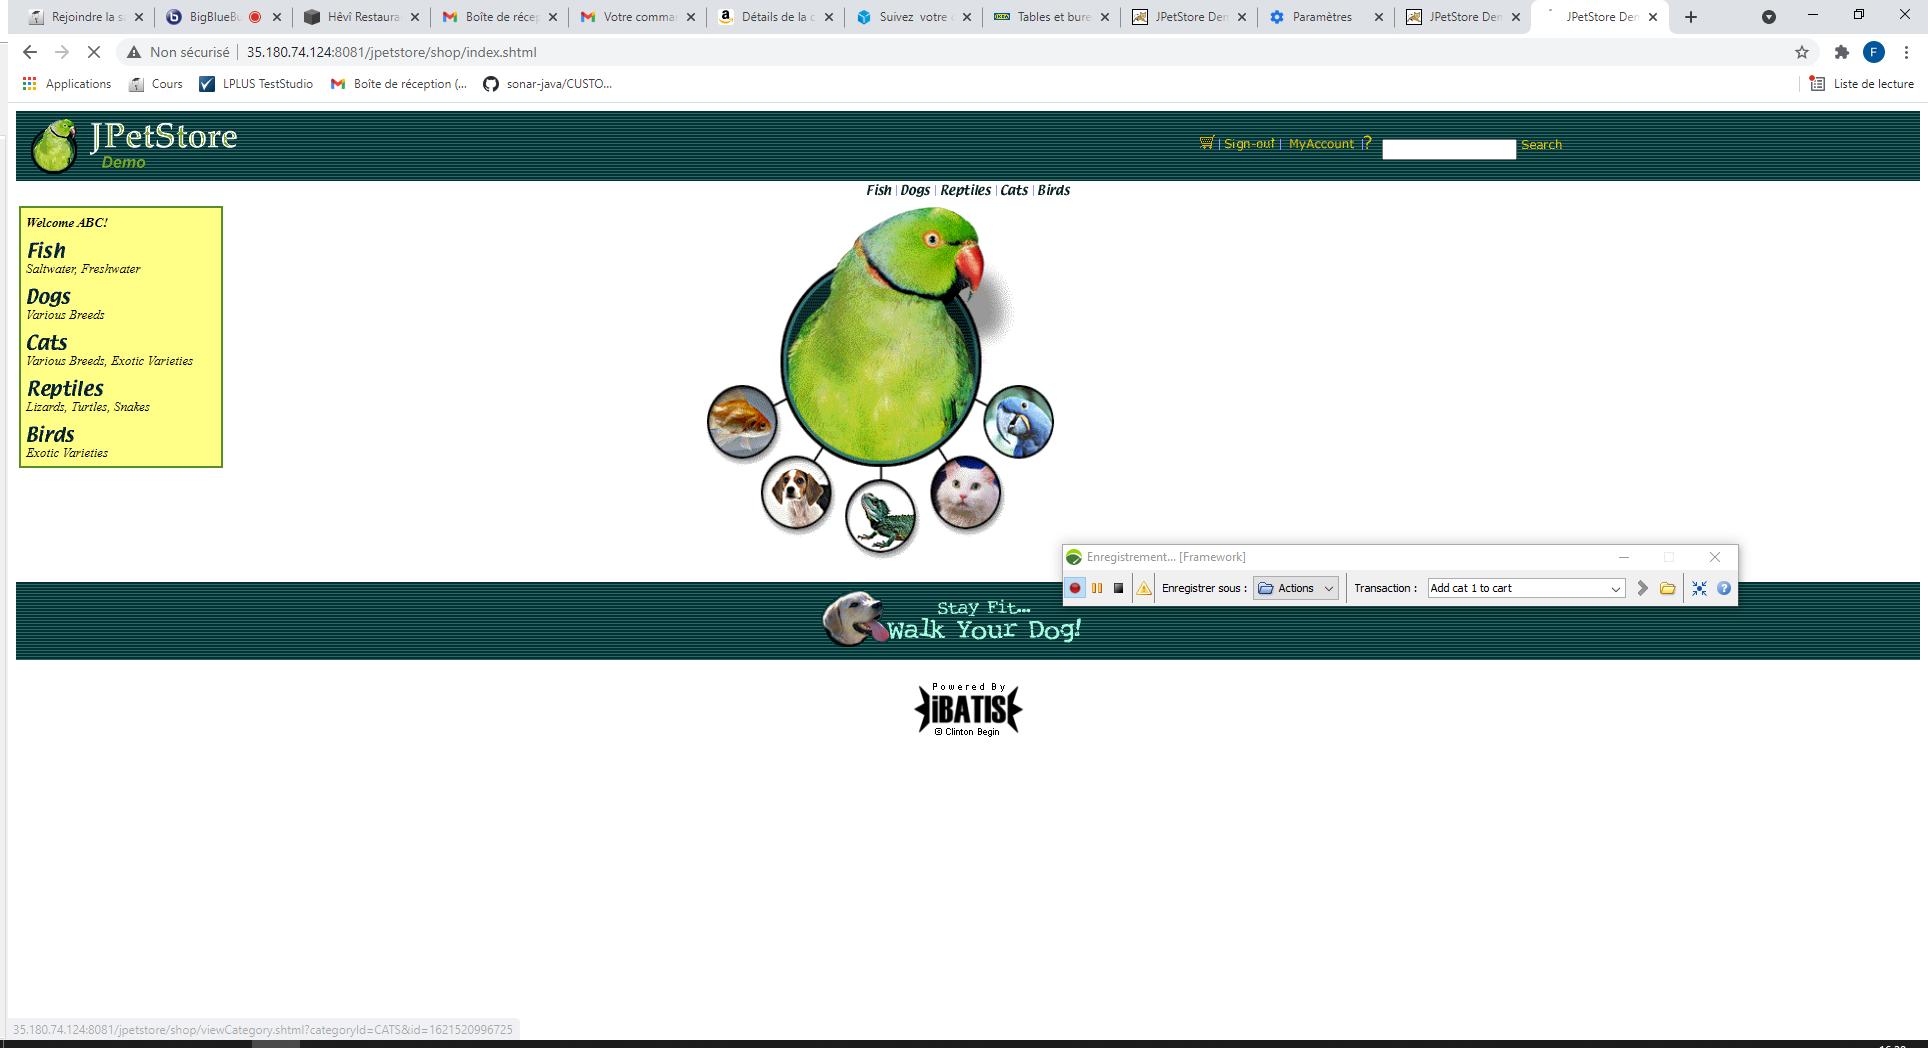 Rejoindre la s
BigBlueBu
Hêvî Restaura
Boîte de récep
Votre comma
Détails de la c
Suivez votre c
Tables et bure
JPetStore Den
Paramètres
JPetStore Den
JPetStore Den
Non sécurisé
35.180.74.124:8081/jpetstore/shop/index.shtml
F
Applications
Cours
LPLUS TestStudio
Boîte de réception (...
sonar-java/CUSTO...
Liste de lecture
JPetStore
Demo
| Sign-out | MyAccount | ?
Search
Fish | Dogs | Reptiles | Cats | Birds
Welcome ABC!
Fish
Saltwater, Freshwater
Dogs
Various Breeds
Cats
Various Breeds, Exotic Varieties
Reptiles
Lizards, Turtles, Snakes
Birds
Exotic Varieties
Enregistrement... [Framework]
Enregistrer sous :
Actions
Transaction :
Add cat 1 to cart
Stay Fit...
Walk Your Dog!
Powered By
iBATIS
© Clinton Begin
35.180.74.124:8081/jpetstore/shop/viewCategory.shtml?categoryId=CATS&id=1621520996725